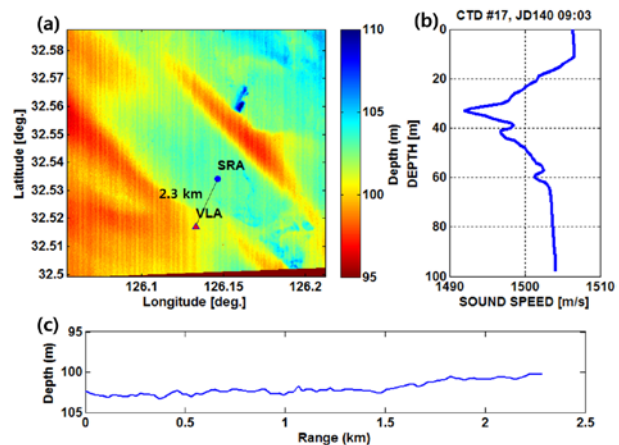 (a)
32.58
32.57
32.56
32.55
32.54
32.53
32.52
32.51
32.5
Latitude [deg.]
SRA
2.3 km
VLA
126.1
126.15
126.2
Longitude [deg.]
110
105
100
95
Depth (m)
(b)
CTD #17, JD140 09:03
0
20
40
60
80
100
DEPTH [m]
1490
1500
1510
SOUND SPEED [m/s]
(c)
95
100
105
Depth (m)
0
0.5
1
1.5
2
2.5
Range (km)